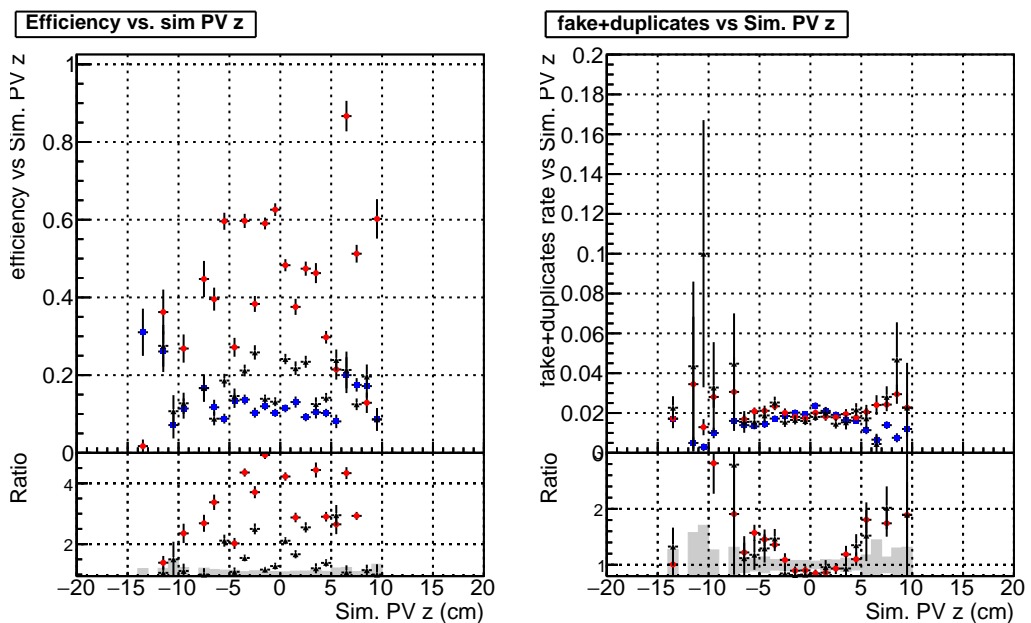 Efficiency vs. sim PV z
efficiency vs Sim. PV z
1
0.8
0.6
0.4
0.2
0
Ratio
4
2
−20 −15 −10 −5 0 5 10 15 20
Sim. PV z (cm)
fake+duplicates vs Sim. PV z
fake+duplicates rate vs Sim. PV z
0.2
0.18
0.16
0.14
0.12
0.1
0.08
0.06
0.04
0.02
0
Ratio
2
1
−20 −15 −10 −5 0 5 10 15 20
Sim. PV z (cm)